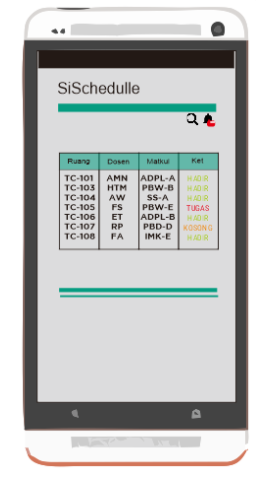 SiSchedulle
Ruang Dosen Matkul Ket
TC-101 AMN ADPL-A HADIR
TC-103 HTM PBW-B HADIR
TC-104 AW SS-A HADIR
TC-105 FS PBW-E TUGAS
TC-106 ET ADPL-B HADIR
TC-107 RP PBD-D KOSONG
TC-108 FA IMK-E HADIR